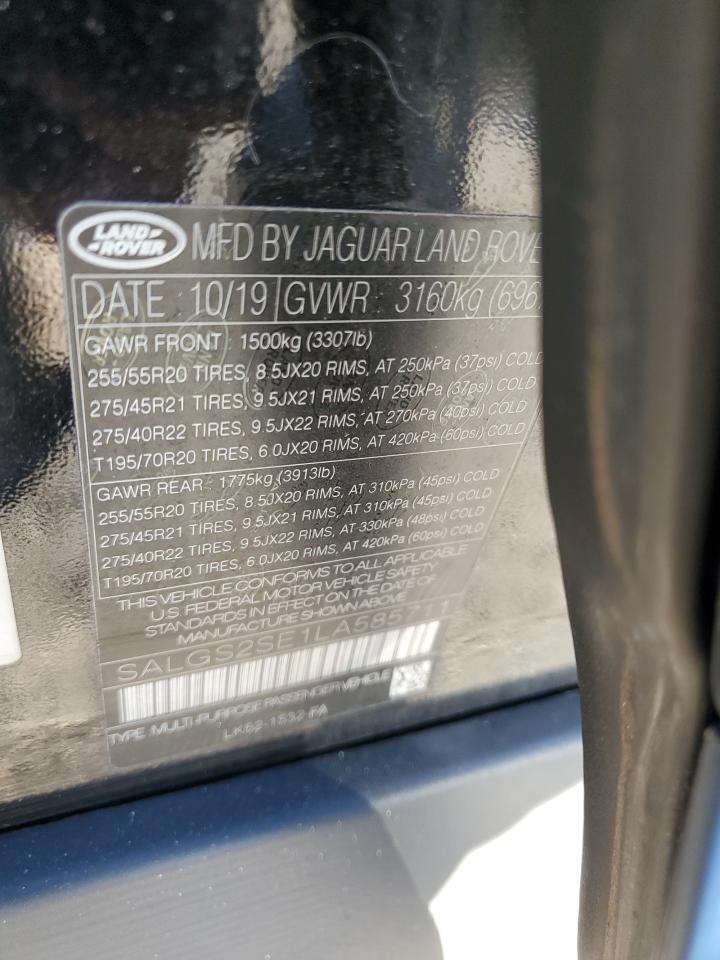 LAND ROVER MFD BY JAGUAR LAND ROVE
DATE 10/19 GVWR : 3160kg (696
GAWR FRONT : 1500kg (3307lb)
255/55R20 TIRES, 8.5JX20 RIMS, AT 250kPa (37psi) COLD
275/45R21 TIRES, 9.5JX21 RIMS, AT 250kPa (37psi) COLD
275/40R22 TIRES, 9.5JX22 RIMS, AT 270kPa (40psi) COLD
T195/70R20 TIRES, 6.0JX20 RIMS, AT 420kPa (60psi) COLD
GAWR REAR : 1775kg (3913lb)
255/55R20 TIRES, 8.5JX20 RIMS, AT 310kPa (45psi) COLD
275/45R21 TIRES, 9.5JX21 RIMS, AT 310kPa (45psi) COLD
275/40R22 TIRES, 9.5JX22 RIMS, AT 330kPa (48psi) COLD
T195/70R20 TIRES, 6.0JX20 RIMS, AT 420kPa (60psi) COLD
THIS VEHICLE CONFORMS TO ALL APPLICABLE
U.S. FEDERAL MOTOR VEHICLE SAFETY
STANDARDS IN EFFECT ON THE DATE OF
MANUFACTURE SHOWN ABOVE
SALGS2SE1LA585711
TYPE: MULTI-PURPOSE PASSENGER VEHICLE